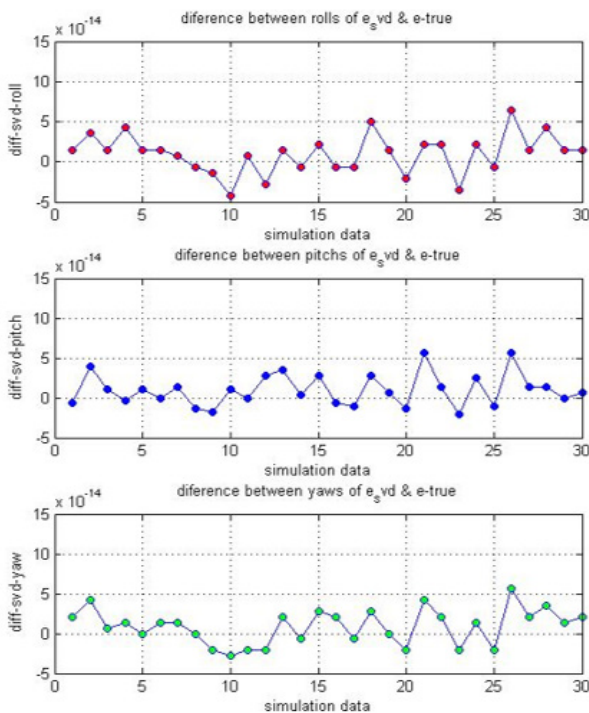 x 10-14
diference between rolls of esvd & e-true
15
10
5
0
-5
diff-svd-roll
0 5 10 15 20 25 30
simulation data
x 10-14
diference between pitchs of esvd & e-true
15
10
5
0
-5
diff-svd-pitch
0 5 10 15 20 25 30
simulation data
x 10-14
diference between yaws of esvd & e-true
15
10
5
0
-5
diff-svd-yaw
0 5 10 15 20 25 30
simulation data